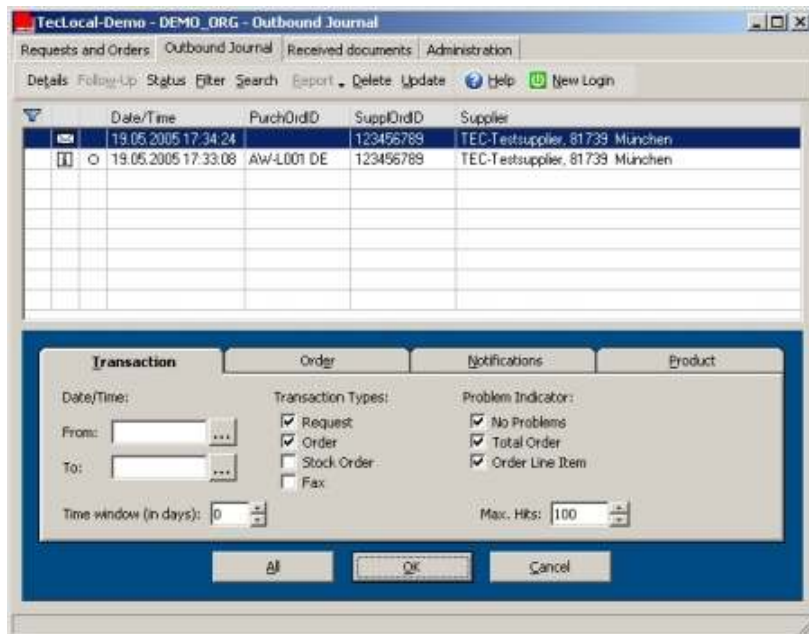 TecLocal-Demo - DEMO_ORG - Outbound Journal
Requests and Orders Outbound Journal Received documents Administration
Details Follow-Up Status Filter Search Report Delete Update Help New Login
Date/Time PurchOrdID SupplOrdID Supplier
19.05.2005 17:34:24 123456789 TEC-Testsupplier, 81739 München
19.05.2005 17:33:08 AW-L001 DE 123456789 TEC-Testsupplier, 81739 München
Transaction Order Notifications Product
Date/Time: Transaction Types: Problem Indicator:
From: ... Request No Problems
Order Total Order
To: ... Stock Order Order Line Item
Fax
Time window (in days): 0 Max. Hits: 100
All OK Cancel